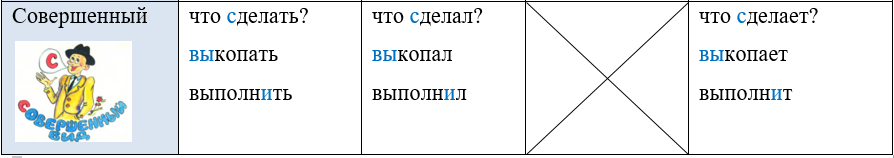 Совершенный
С
СОВЕРШЕННЫЙ
ВИД
что сделать?
выкопать
выполнить
что сделал?
выкопал
выполнил
что сделает?
выкопает
выполнит